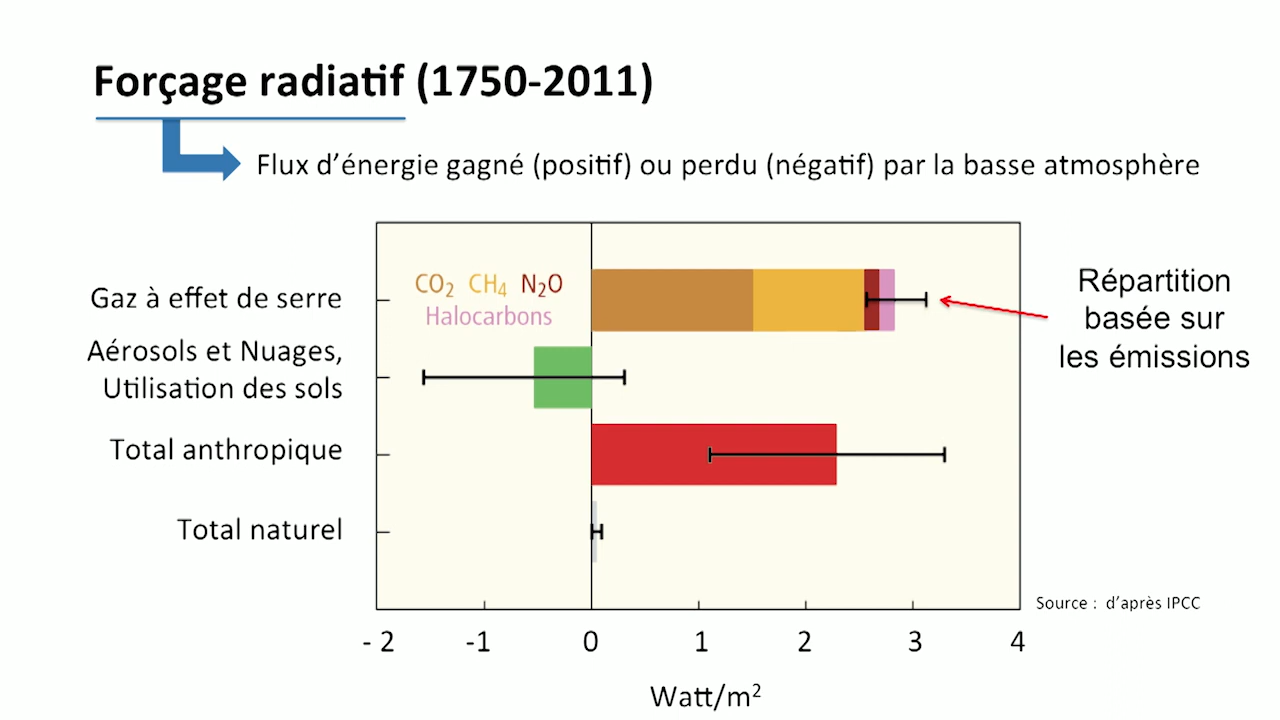 Forçage radiatif (1750-2011)
Flux d’énergie gagné (positif) ou perdu (négatif) par la basse atmosphère
CO2 CH4 N2O
Halocarbons
Gaz à effet de serre
Aérosols et Nuages,
Utilisation des sols
Total anthropique
Total naturel
Répartition
basée sur
les émissions
Source : d’après IPCC
- 2 -1 0 1 2 3 4
Watt/m²